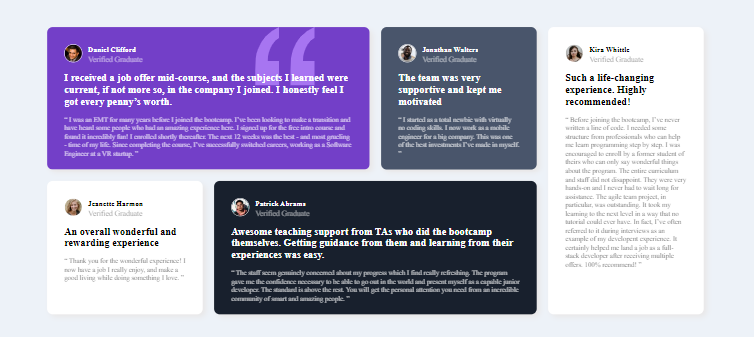 Daniel Clifford
Verified Graduate
I received a job offer mid-course, and the subjects I learned were
current, if not more so, in the company I joined. I honestly feel I
got every penny’s worth.
“ I was an EMT for many years before I joined the bootcamp. I’ve been looking to make a transition and
have heard some people who had an amazing experience here. I signed up for the free intro course and
found it incredibly fun! I enrolled shortly thereafter. The next 12 weeks was the best - and most grueling
- time of my life. Since completing the course, I’ve successfully switched careers, working as a Software
Engineer at a VR startup. ”
Jonathan Walters
Verified Graduate
The team was very
supportive and kept me
motivated
“ I started as a total newbie with virtually
no coding skills. I now work as a mobile
engineer for a big company. This was one
of the best investments I’ve made in myself.
”
Kira Whittle
Verified Graduate
Such a life-changing
experience. Highly
recommended!
“ Before joining the bootcamp, I’ve never
written a line of code. I needed some
structure from professionals who can help
me learn programming step by step. I was
encouraged to enroll by a former student of
theirs who can only say wonderful things
about the program. The entire curriculum
and staff did not disappoint. They were very
hands-on and I never had to wait long for
assistance. The agile team project, in
particular, was outstanding. It took my
learning to the next level in a way that no
tutorial could ever have. In fact, I’ve often
referred to it during interviews as an
example of my developent experience. It
certainly helped me land a job as a full-
stack developer after receiving multiple
offers. 100% recommend! ”
Jeanette Harmon
Verified Graduate
An overall wonderful and
rewarding experience
“ Thank you for the wonderful experience! I
now have a job I really enjoy, and make a
good living while doing something I love. ”
Patrick Abrams
Verified Graduate
Awesome teaching support from TAs who did the bootcamp
themselves. Getting guidance from them and learning from their
experiences was easy.
“ The staff seem genuinely concerned about my progress which I find really refreshing. The program
gave me the confidence necessary to be able to go out in the world and present myself as a capable junior
developer. The standard is above the rest. You will get the personal attention you need from an incredible
community of smart and amazing people. ”